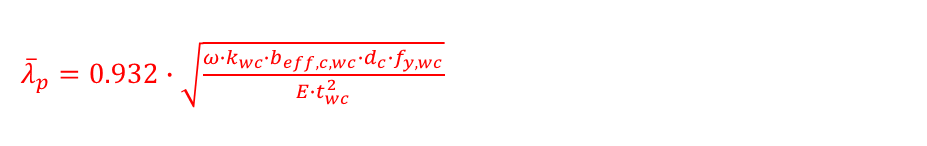 λ̄_p = 0.932 · √((ω·k_wc·b_eff,c,wc·d_c·f_y,wc)/(E·t_wc^2))